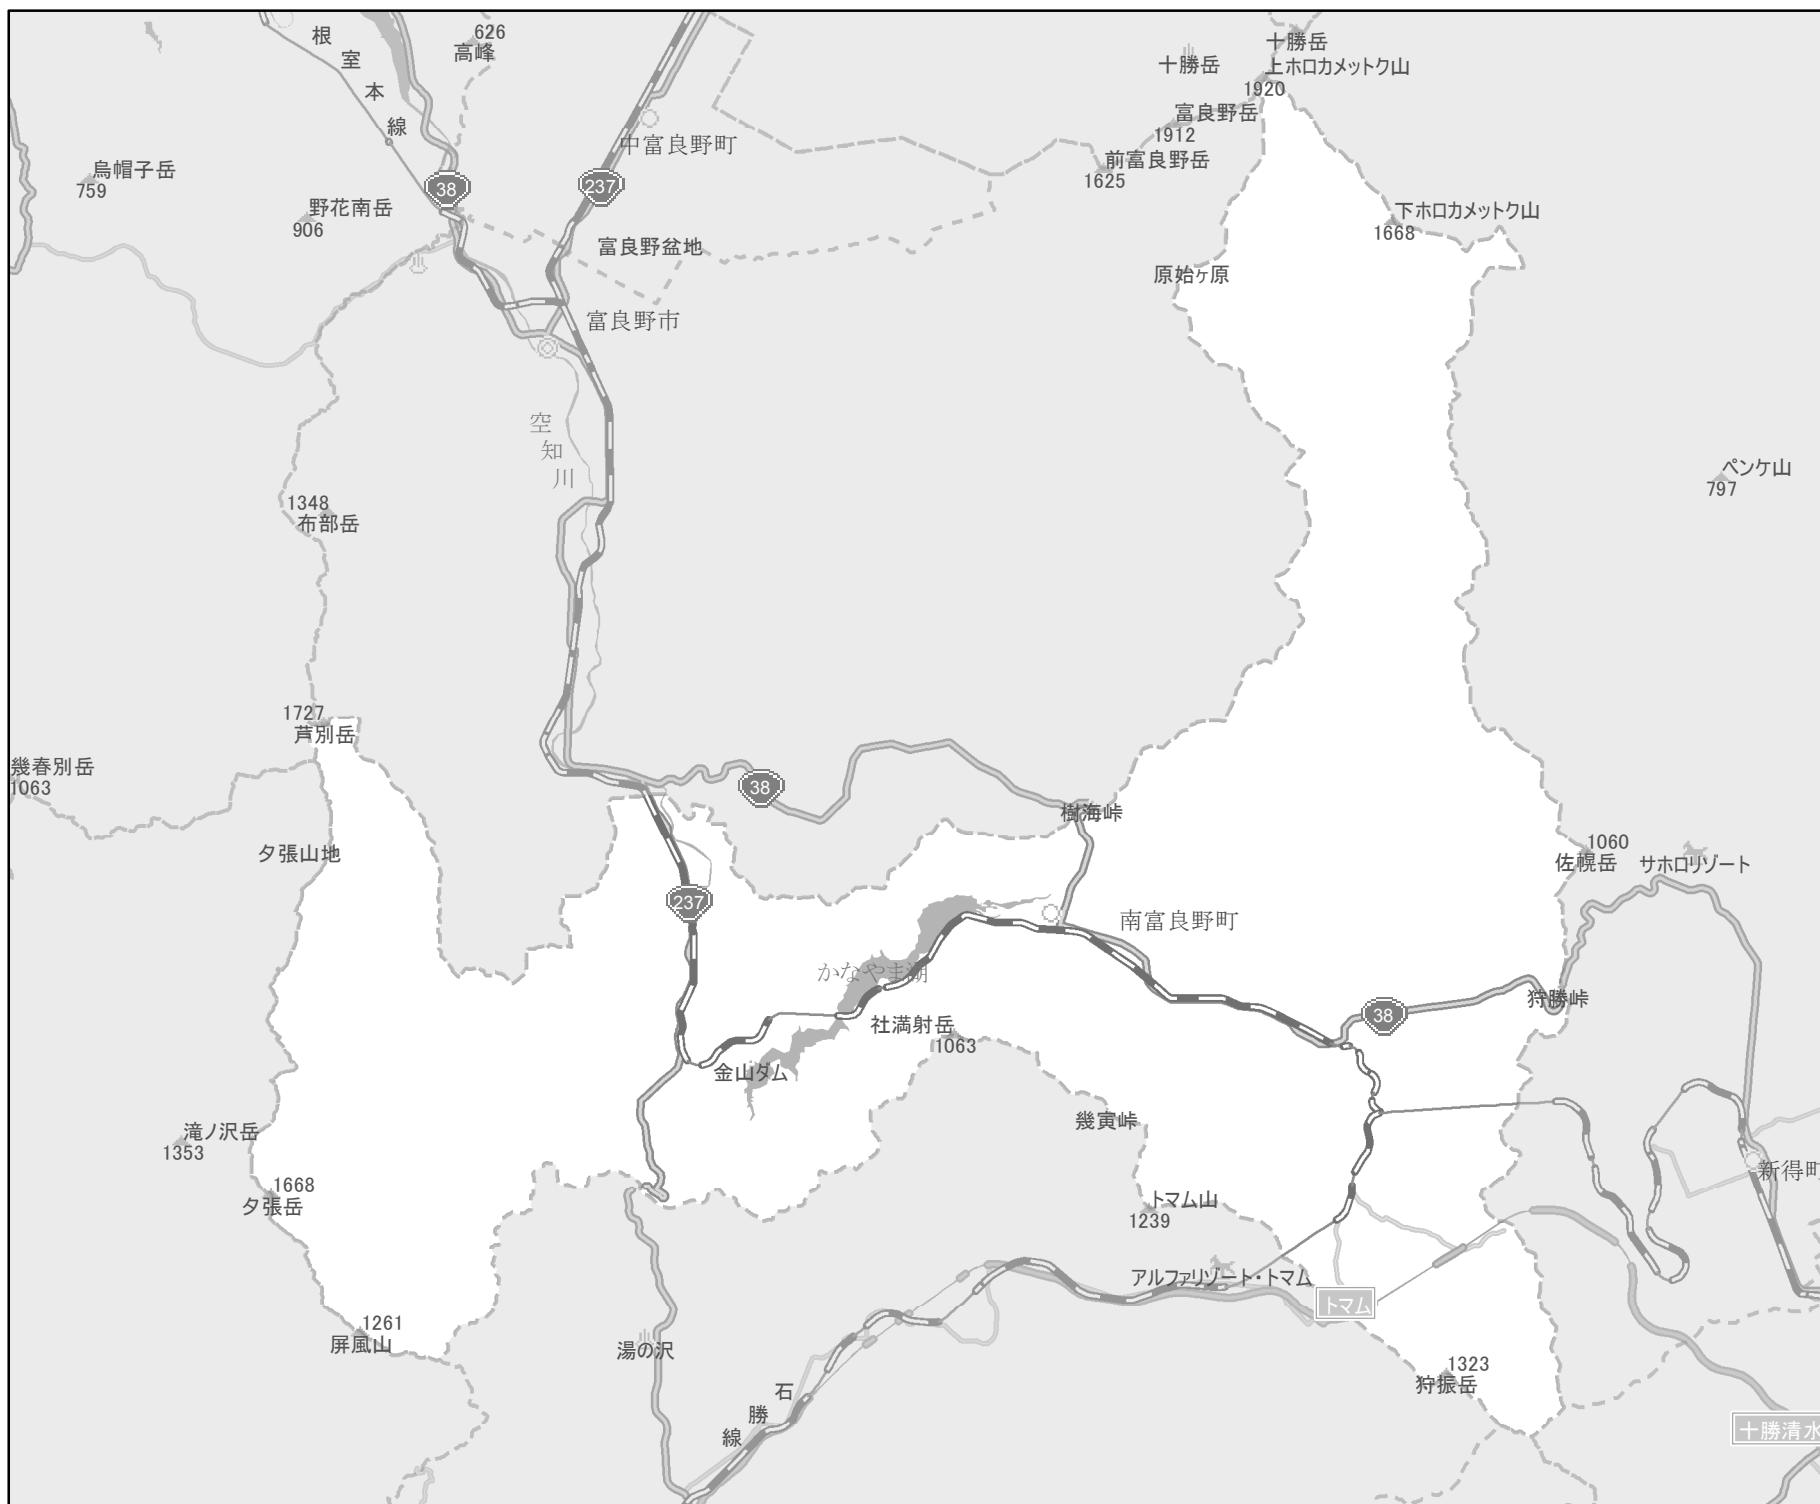 根室本線
626
高峰
十勝岳
十勝岳
上ホロカメットク山
1920
富良野岳
1912
中富良野町
前富良野岳
1625
烏帽子岳
759
38
237
野花南岳
906
下ホロカメットク山
1668
富良野盆地
原始ヶ原
富良野市
空知川
ペンケ山
797
1348
布部岳
1727
芦別岳
幾春別岳
1063
38
樹海峠
夕張山地
1060
佐幌岳
サホロリゾート
237
南富良野町
かなやま湖
狩勝峠
38
社満射岳
1063
金山ダム
幾寅峠
滝ノ沢岳
1353
新得町
1668
夕張岳
トマム山
1239
アルファリゾート・トマム
トマム
1261
屏風山
湯の沢
1323
狩振岳
石勝線
十勝清水